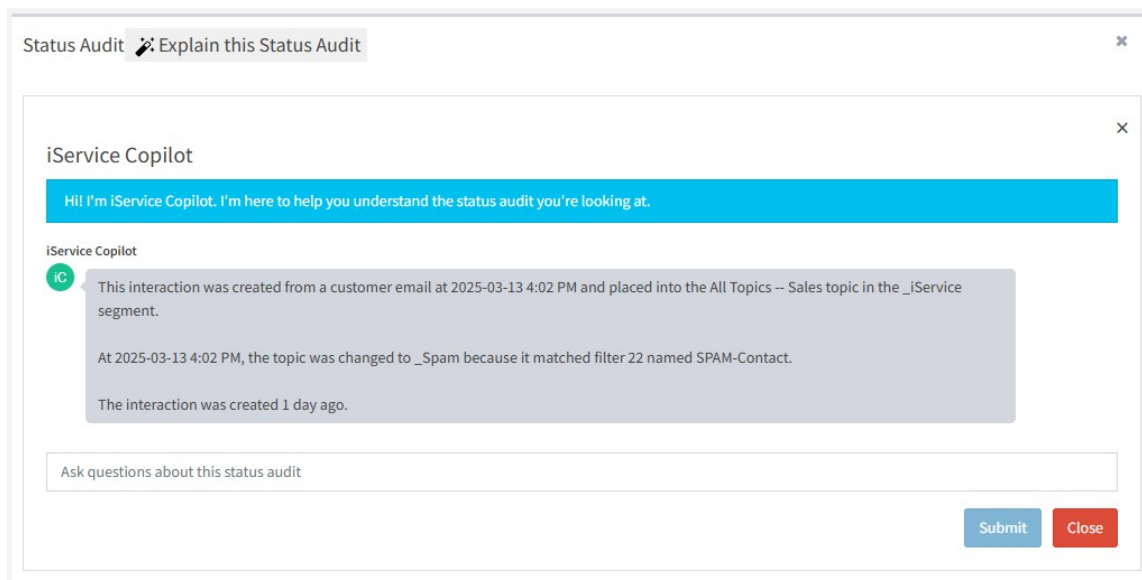 Status Audit Explain this Status Audit
iService Copilot
Hi! I'm iService Copilot. I'm here to help you understand the status audit you're looking at.
iService Copilot
iC
This interaction was created from a customer email at 2025-03-13 4:02 PM and placed into the All Topics -- Sales topic in the _iService
segment.
At 2025-03-13 4:02 PM, the topic was changed to _Spam because it matched filter 22 named SPAM-Contact.
The interaction was created 1 day ago.
Ask questions about this status audit
Submit Close